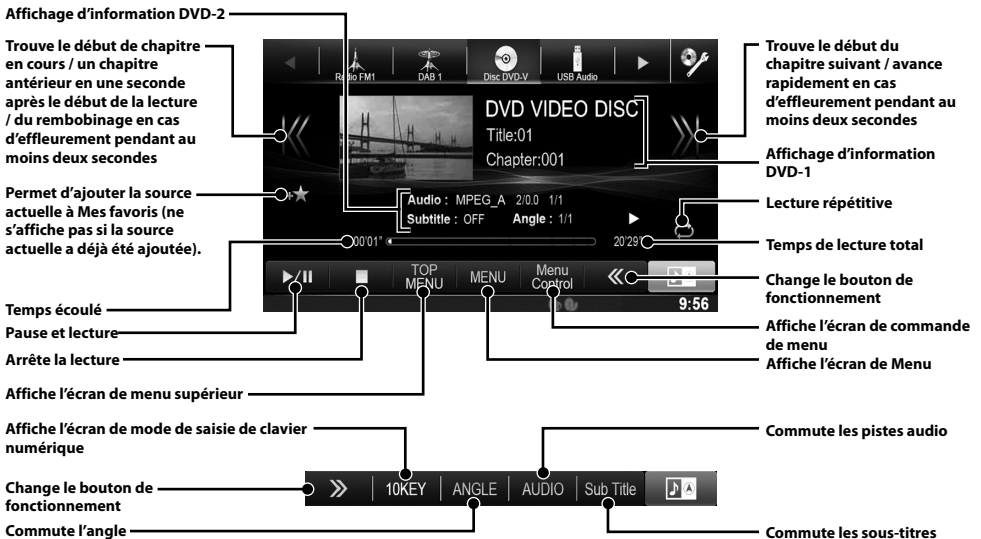 Affichage d'information DVD-2
Trouve le début de chapitre
en cours / un chapitre
antérieur en une seconde
après le début de la lecture
/ du rembobinage en cas
d'effleurement pendant au
moins deux secondes
Permet d'ajouter la source
actuelle à Mes favoris (ne
s'affiche pas si la source
actuelle a déjà été ajoutée).
Temps écoulé
Pause et lecture
Arrête la lecture
Affiche l'écran de menu supérieur
Radio FM1
DAB 1
Disc DVD-V
USB Audio
DVD VIDEO DISC
Title:01
Chapter:001
Audio : MPEG_A 2/0.0 1/1
Subtitle : OFF Angle : 1/1
00'01"
20'29"
TOP
MENU
MENU
Menu
Control
9:56
Trouve le début du
chapitre suivant / avance
rapidement en cas
d'effleurement pendant au
moins deux secondes
Affichage d'information
DVD-1
Lecture répétitive
Temps de lecture total
Change le bouton de
fonctionnement
Affiche l'écran de commande
de menu
Affiche l'écran de Menu
Affiche l'écran de mode de saisie de clavier
numérique
Change le bouton de
fonctionnement
Commute l'angle
10KEY
ANGLE
AUDIO
Sub Title
Commute les pistes audio
Commute les sous-titres